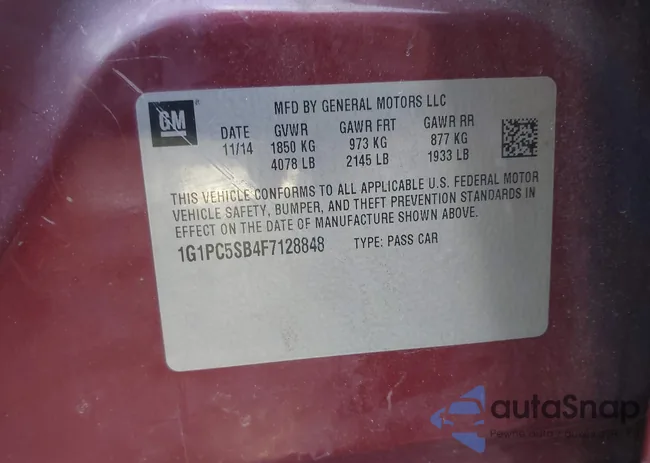 MFD BY GENERAL MOTORS LLC
GM
DATE GVWR GAWR FRT GAWR RR
11/14 1850 KG 973 KG 877 KG
4078 LB 2145 LB 1933 LB
THIS VEHICLE CONFORMS TO ALL APPLICABLE U.S. FEDERAL MOTOR
VEHICLE SAFETY, BUMPER, AND THEFT PREVENTION STANDARDS IN
EFFECT ON THE DATE OF MANUFACTURE SHOWN ABOVE.
1G1PC5SB4F7128848 TYPE: PASS CAR
autaSnap